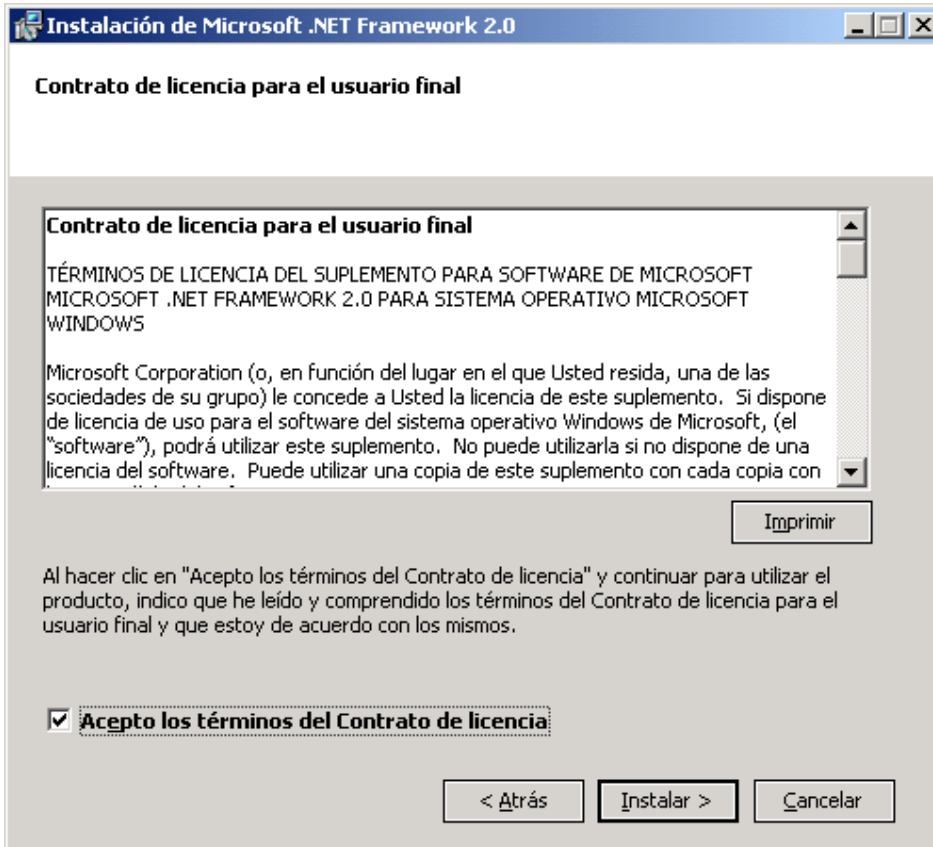 Instalación de Microsoft .NET Framework 2.0
Contrato de licencia para el usuario final
Contrato de licencia para el usuario final
TÉRMINOS DE LICENCIA DEL SUPLEMENTO PARA SOFTWARE DE MICROSOFT
MICROSOFT .NET FRAMEWORK 2.0 PARA SISTEMA OPERATIVO MICROSOFT
WINDOWS
Microsoft Corporation (o, en función del lugar en el que Usted resida, una de las
sociedades de su grupo) le concede a Usted la licencia de este suplemento.  Si dispone
de licencia de uso para el software del sistema operativo Windows de Microsoft, (el
“software”), podrá utilizar este suplemento.  No puede utilizarla si no dispone de una
licencia del software.  Puede utilizar una copia de este suplemento con cada copia con
Imprimir
Al hacer clic en "Acepto los términos del Contrato de licencia" y continuar para utilizar el
producto, indico que he leído y comprendido los términos del Contrato de licencia para el
usuario final y que estoy de acuerdo con los mismos.
Acepto los términos del Contrato de licencia
< Atrás
Instalar >
Cancelar